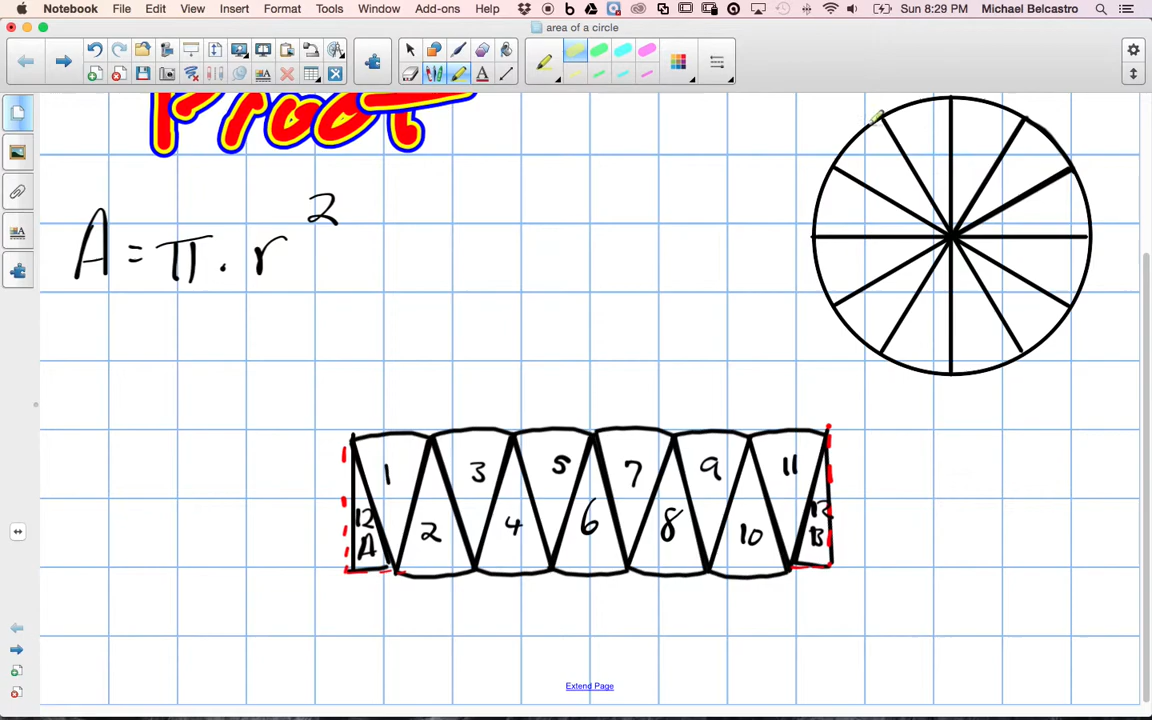 Notebook File Edit View Insert Format Tools Window Add-ons Help Sun 8:29 PM Michael Belcastro
area of a circle
Proof
A = π . r 2
1 3 5 7 9 11
12 A 2 4 6 8 10 12 B
Extend Page